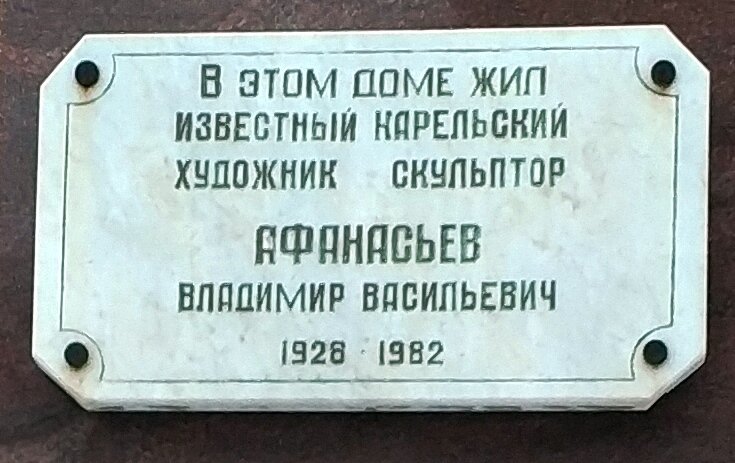 В ЭТОМ ДОМЕ ЖИЛ
ИЗВЕСТНЫЙ КАРЕЛЬСКИЙ
ХУДОЖНИК СКУЛЬПТОР
АФАНАСЬЕВ
ВЛАДИМИР ВАСИЛЬЕВИЧ
1928 · 1982